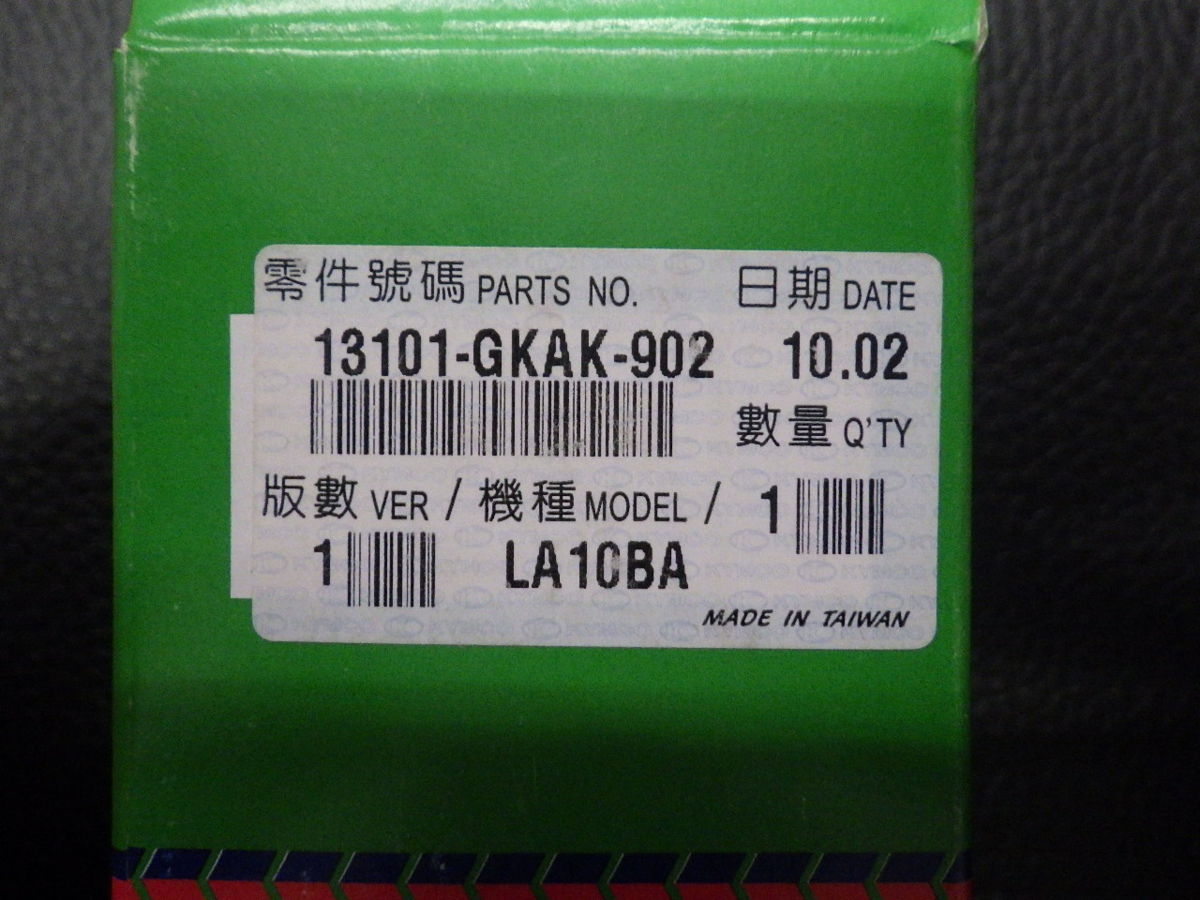 零件號碼 PARTS NO. 日期 DATE
13101-GKAK-902 10.02
數量 Q'TY
版數 VER / 機種 MODEL / 1
1 LA10BA
MADE IN TAIWAN